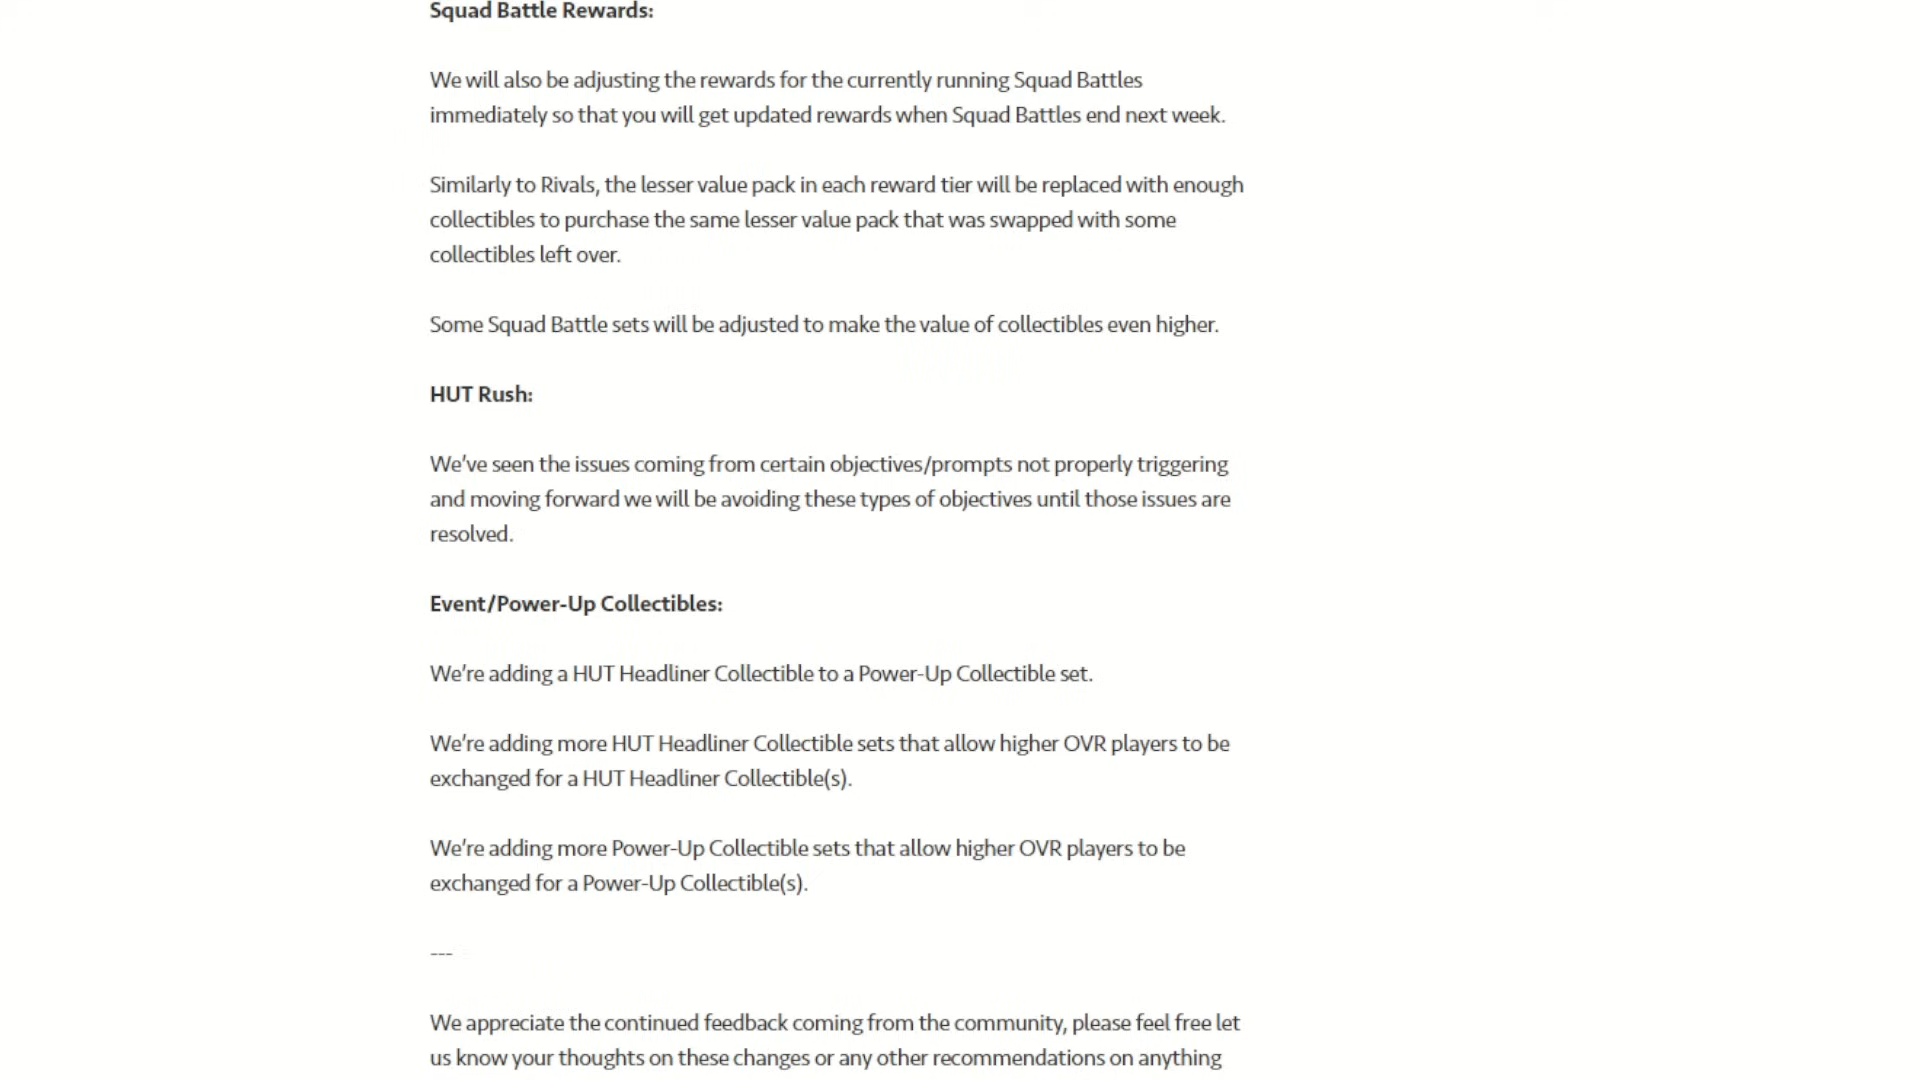 Squad Battle Rewards:
We will also be adjusting the rewards for the currently running Squad Battles
immediately so that you will get updated rewards when Squad Battles end next week.
Similarly to Rivals, the lesser value pack in each reward tier will be replaced with enough
collectibles to purchase the same lesser value pack that was swapped with some
collectibles left over.
Some Squad Battle sets will be adjusted to make the value of collectibles even higher.
HUT Rush:
We've seen the issues coming from certain objectives/prompts not properly triggering
and moving forward we will be avoiding these types of objectives until those issues are
resolved.
Event/Power-Up Collectibles:
We're adding a HUT Headliner Collectible to a Power-Up Collectible set.
We're adding more HUT Headliner Collectible sets that allow higher OVR players to be
exchanged for a HUT Headliner Collectible(s).
We're adding more Power-Up Collectible sets that allow higher OVR players to be
exchanged for a Power-Up Collectible(s).
---
We appreciate the continued feedback coming from the community, please feel free let
us know your thoughts on these changes or any other recommendations on anything